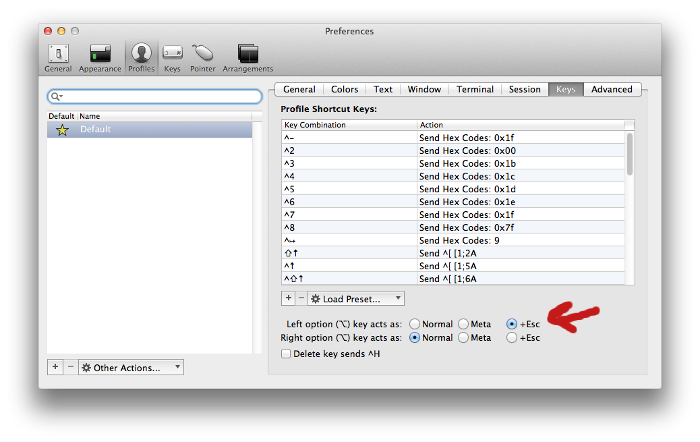 Preferences
General Appearance Profiles Keys Pointer Arrangements
General Colors Text Window Terminal Session Keys Advanced
Default Name
Default
Profile Shortcut Keys:
Key Combination Action
^- Send Hex Codes: 0x1f
^2 Send Hex Codes: 0x00
^3 Send Hex Codes: 0x1b
^4 Send Hex Codes: 0x1c
^5 Send Hex Codes: 0x1d
^6 Send Hex Codes: 0x1e
^7 Send Hex Codes: 0x1f
^8 Send Hex Codes: 0x7f
^↦ Send Hex Codes: 9
⇧↑ Send ^[ [1;2A
^↑ Send ^[ [1;5A
^⇧↑ Send ^[ [1;6A
+ − Load Preset...
Left option (⌥) key acts as: Normal Meta +Esc
Right option (⌥) key acts as: Normal Meta +Esc
Delete key sends ^H
+ − Other Actions...